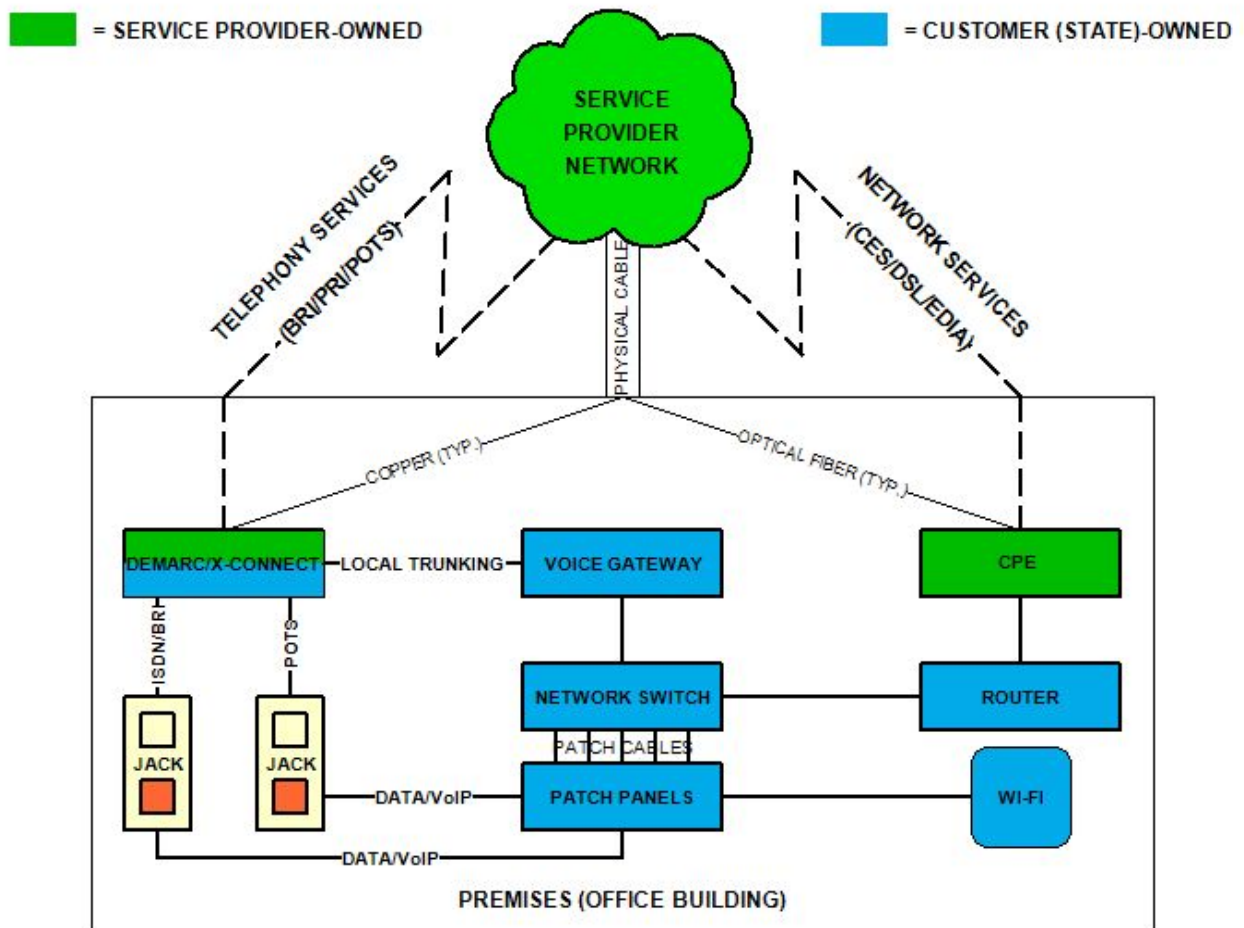 = SERVICE PROVIDER-OWNED
= CUSTOMER (STATE)-OWNED
SERVICE
PROVIDER
NETWORK
TELEPHONY SERVICES
(BRI/PRI/POTS)
NETWORK SERVICES
(CES/DSL/EDIA)
PHYSICAL CABLE
COPPER (TYP.)
OPTICAL FIBER (TYP.)
DEMARC/X-CONNECT
LOCAL TRUNKING
VOICE GATEWAY
CPE
ISDN/BRI
POTS
NETWORK SWITCH
ROUTER
PATCH CABLES
JACK
JACK
DATA/VoIP
PATCH PANELS
WI-FI
DATA/VoIP
PREMISES (OFFICE BUILDING)